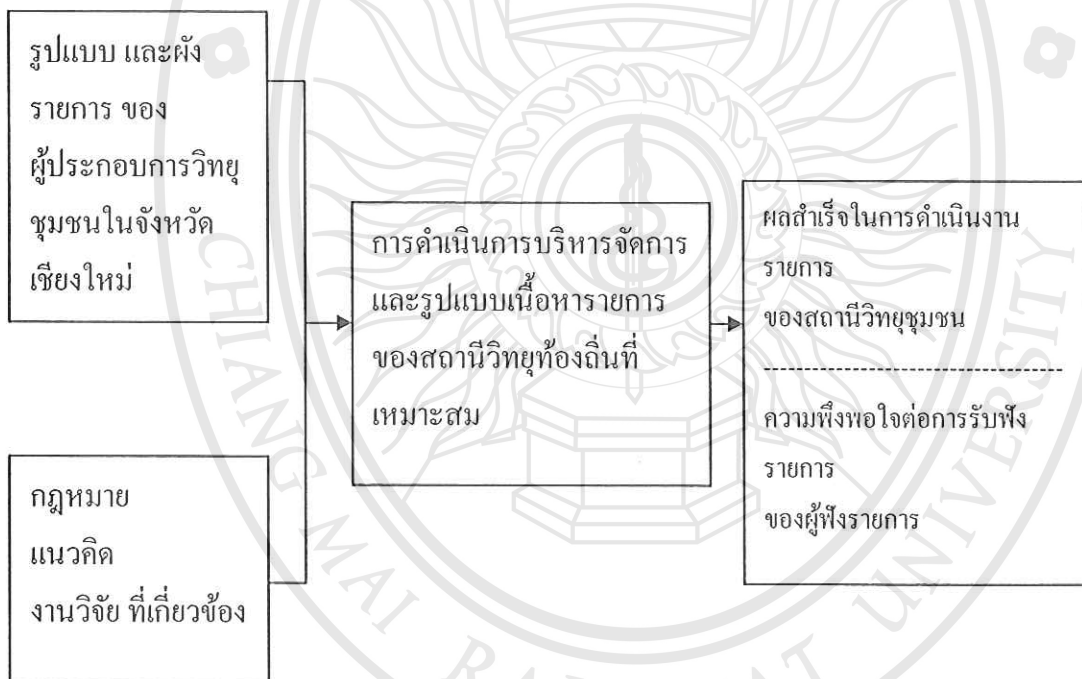 รูปแบบ และผัง
รายการ ของ
ผู้ประกอบการวิทยุ
ชุมชนในจังหวัด
เชียงใหม่
กฎหมาย
แนวคิด
งานวิจัย ที่เกี่ยวข้อง
การดำเนินการบริหารจัดการ
และรูปแบบเนื้อหารายการ
ของสถานีวิทยุท้องถิ่นที่
เหมาะสม
ผลสำเร็จในการดำเนินงาน
รายการ
ของสถานีวิทยุชุมชน
ความพึงพอใจต่อการรับฟัง
รายการ
ของผู้ฟังรายการ
CHIANG MAI RAJABHAT UNIVERSITY